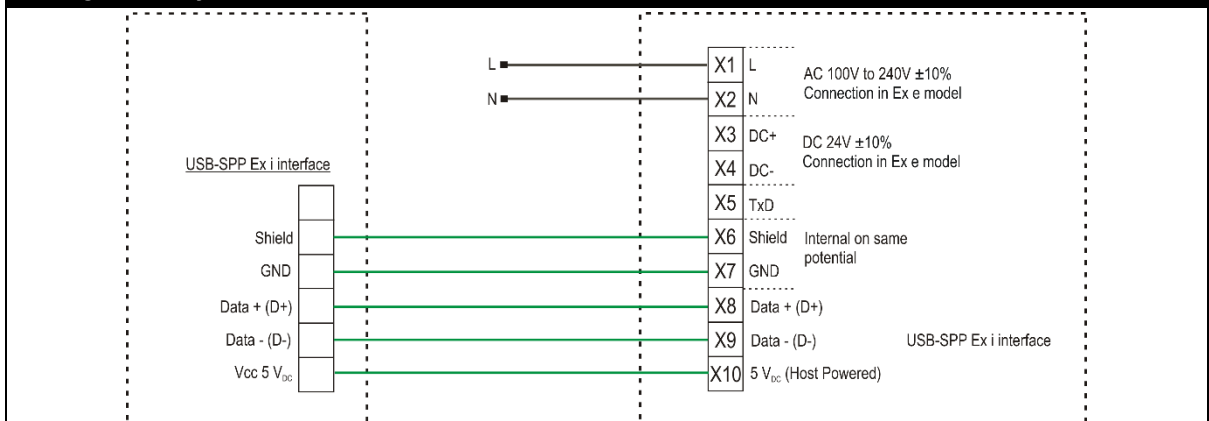 L
N
X1 L
X2 N
AC 100V to 240V ±10%
Connection in Ex e model
X3 DC+
X4 DC-
DC 24V ±10%
Connection in Ex e model
X5 TxD
USB-SPP Ex i interface
Shield
X6 Shield
Internal on same
potential
GND
X7 GND
Data + (D+)
X8 Data + (D+)
Data - (D-)
X9 Data - (D-)
USB-SPP Ex i interface
Vcc 5 VDC
X10 5 VDC (Host Powered)